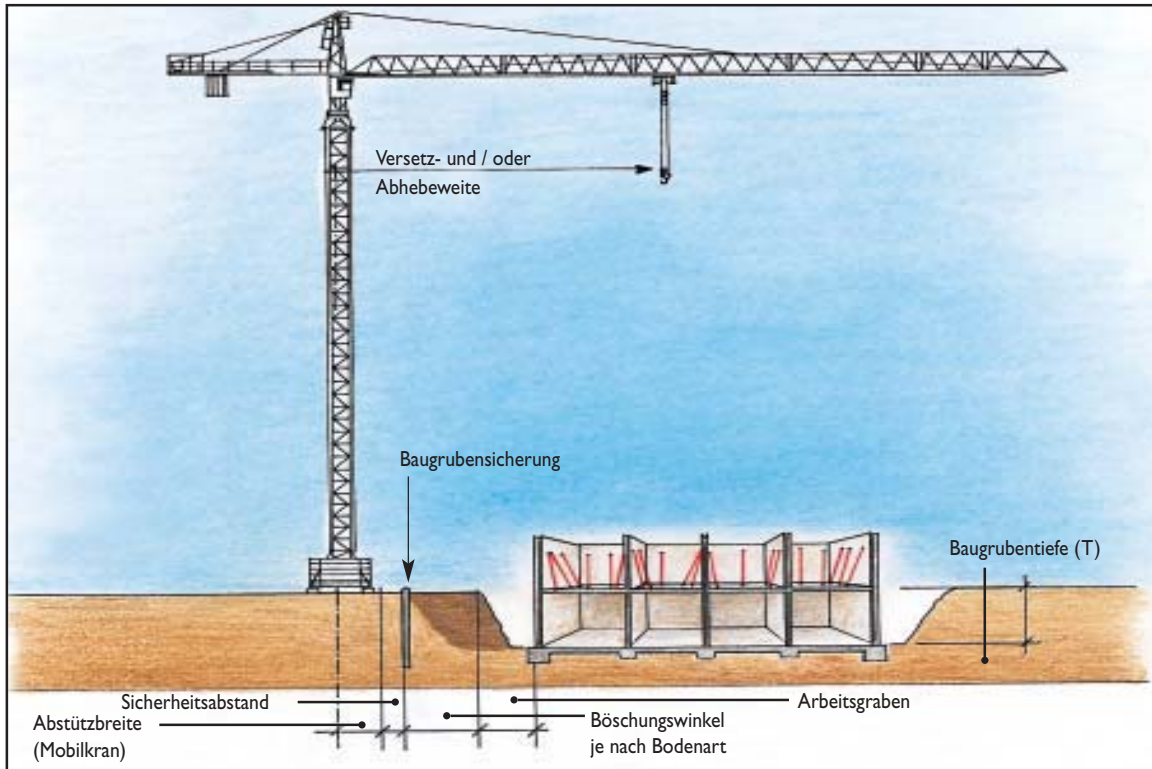 Versetz- und / oder
Abhebeweite
Baugrubensicherung
Baugrubentiefe (T)
Sicherheitsabstand
Arbeitsgraben
Abstützbreite
(Mobilkran)
Böschungswinkel
je nach Bodenart